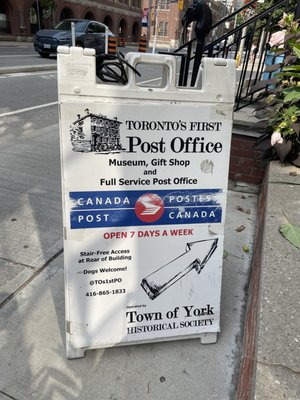 TORONTO'S FIRST
Post Office
Museum, Gift Shop
and
Full Service Post Office
CANADA POSTES
POST CANADA
OPEN 7 DAYS A WEEK
Stair-Free Access
at Rear of Building
Dogs Welcome!
@TOs1stPO
416-865-1833
Operated by
Town of York
HISTORICAL SOCIETY